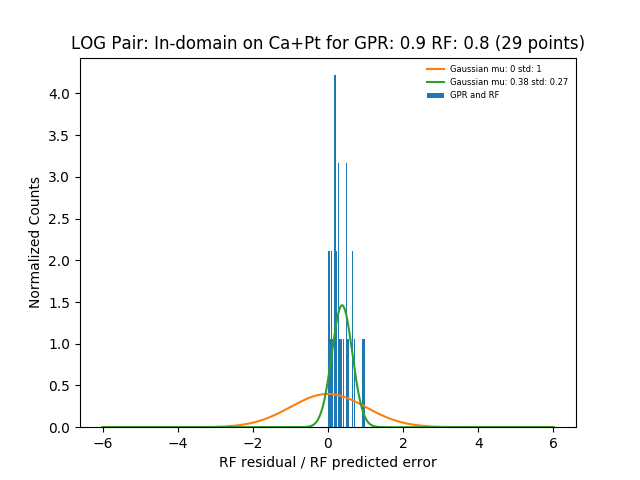 LOG Pair: In-domain on Ca+Pt for GPR: 0.9 RF: 0.8 (29 points)
Gaussian mu: 0 std: 1
Gaussian mu: 0.38 std: 0.27
GPR and RF
Normalized Counts
4.0
3.5
3.0
2.5
2.0
1.5
1.0
0.5
0.0
−6 −4 −2 0 2 4 6
RF residual / RF predicted error